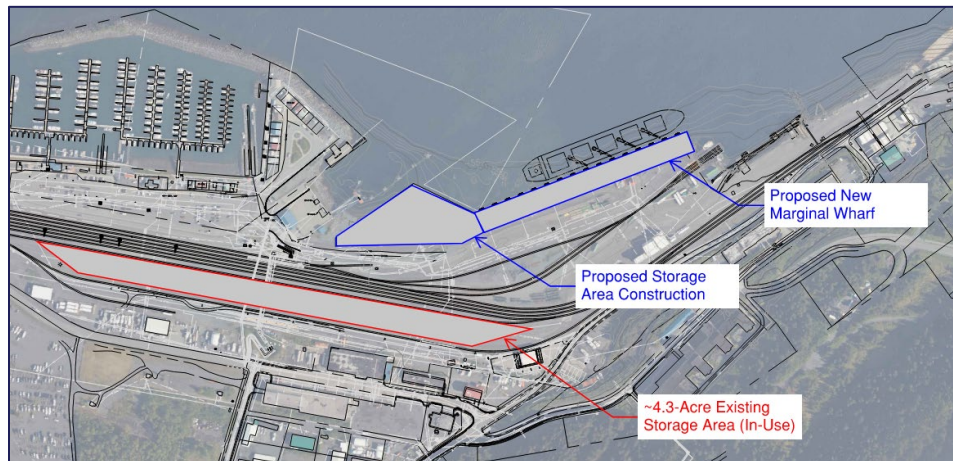 Proposed New
Marginal Wharf
Proposed Storage
Area Construction
~4.3-Acre Existing
Storage Area (In-Use)